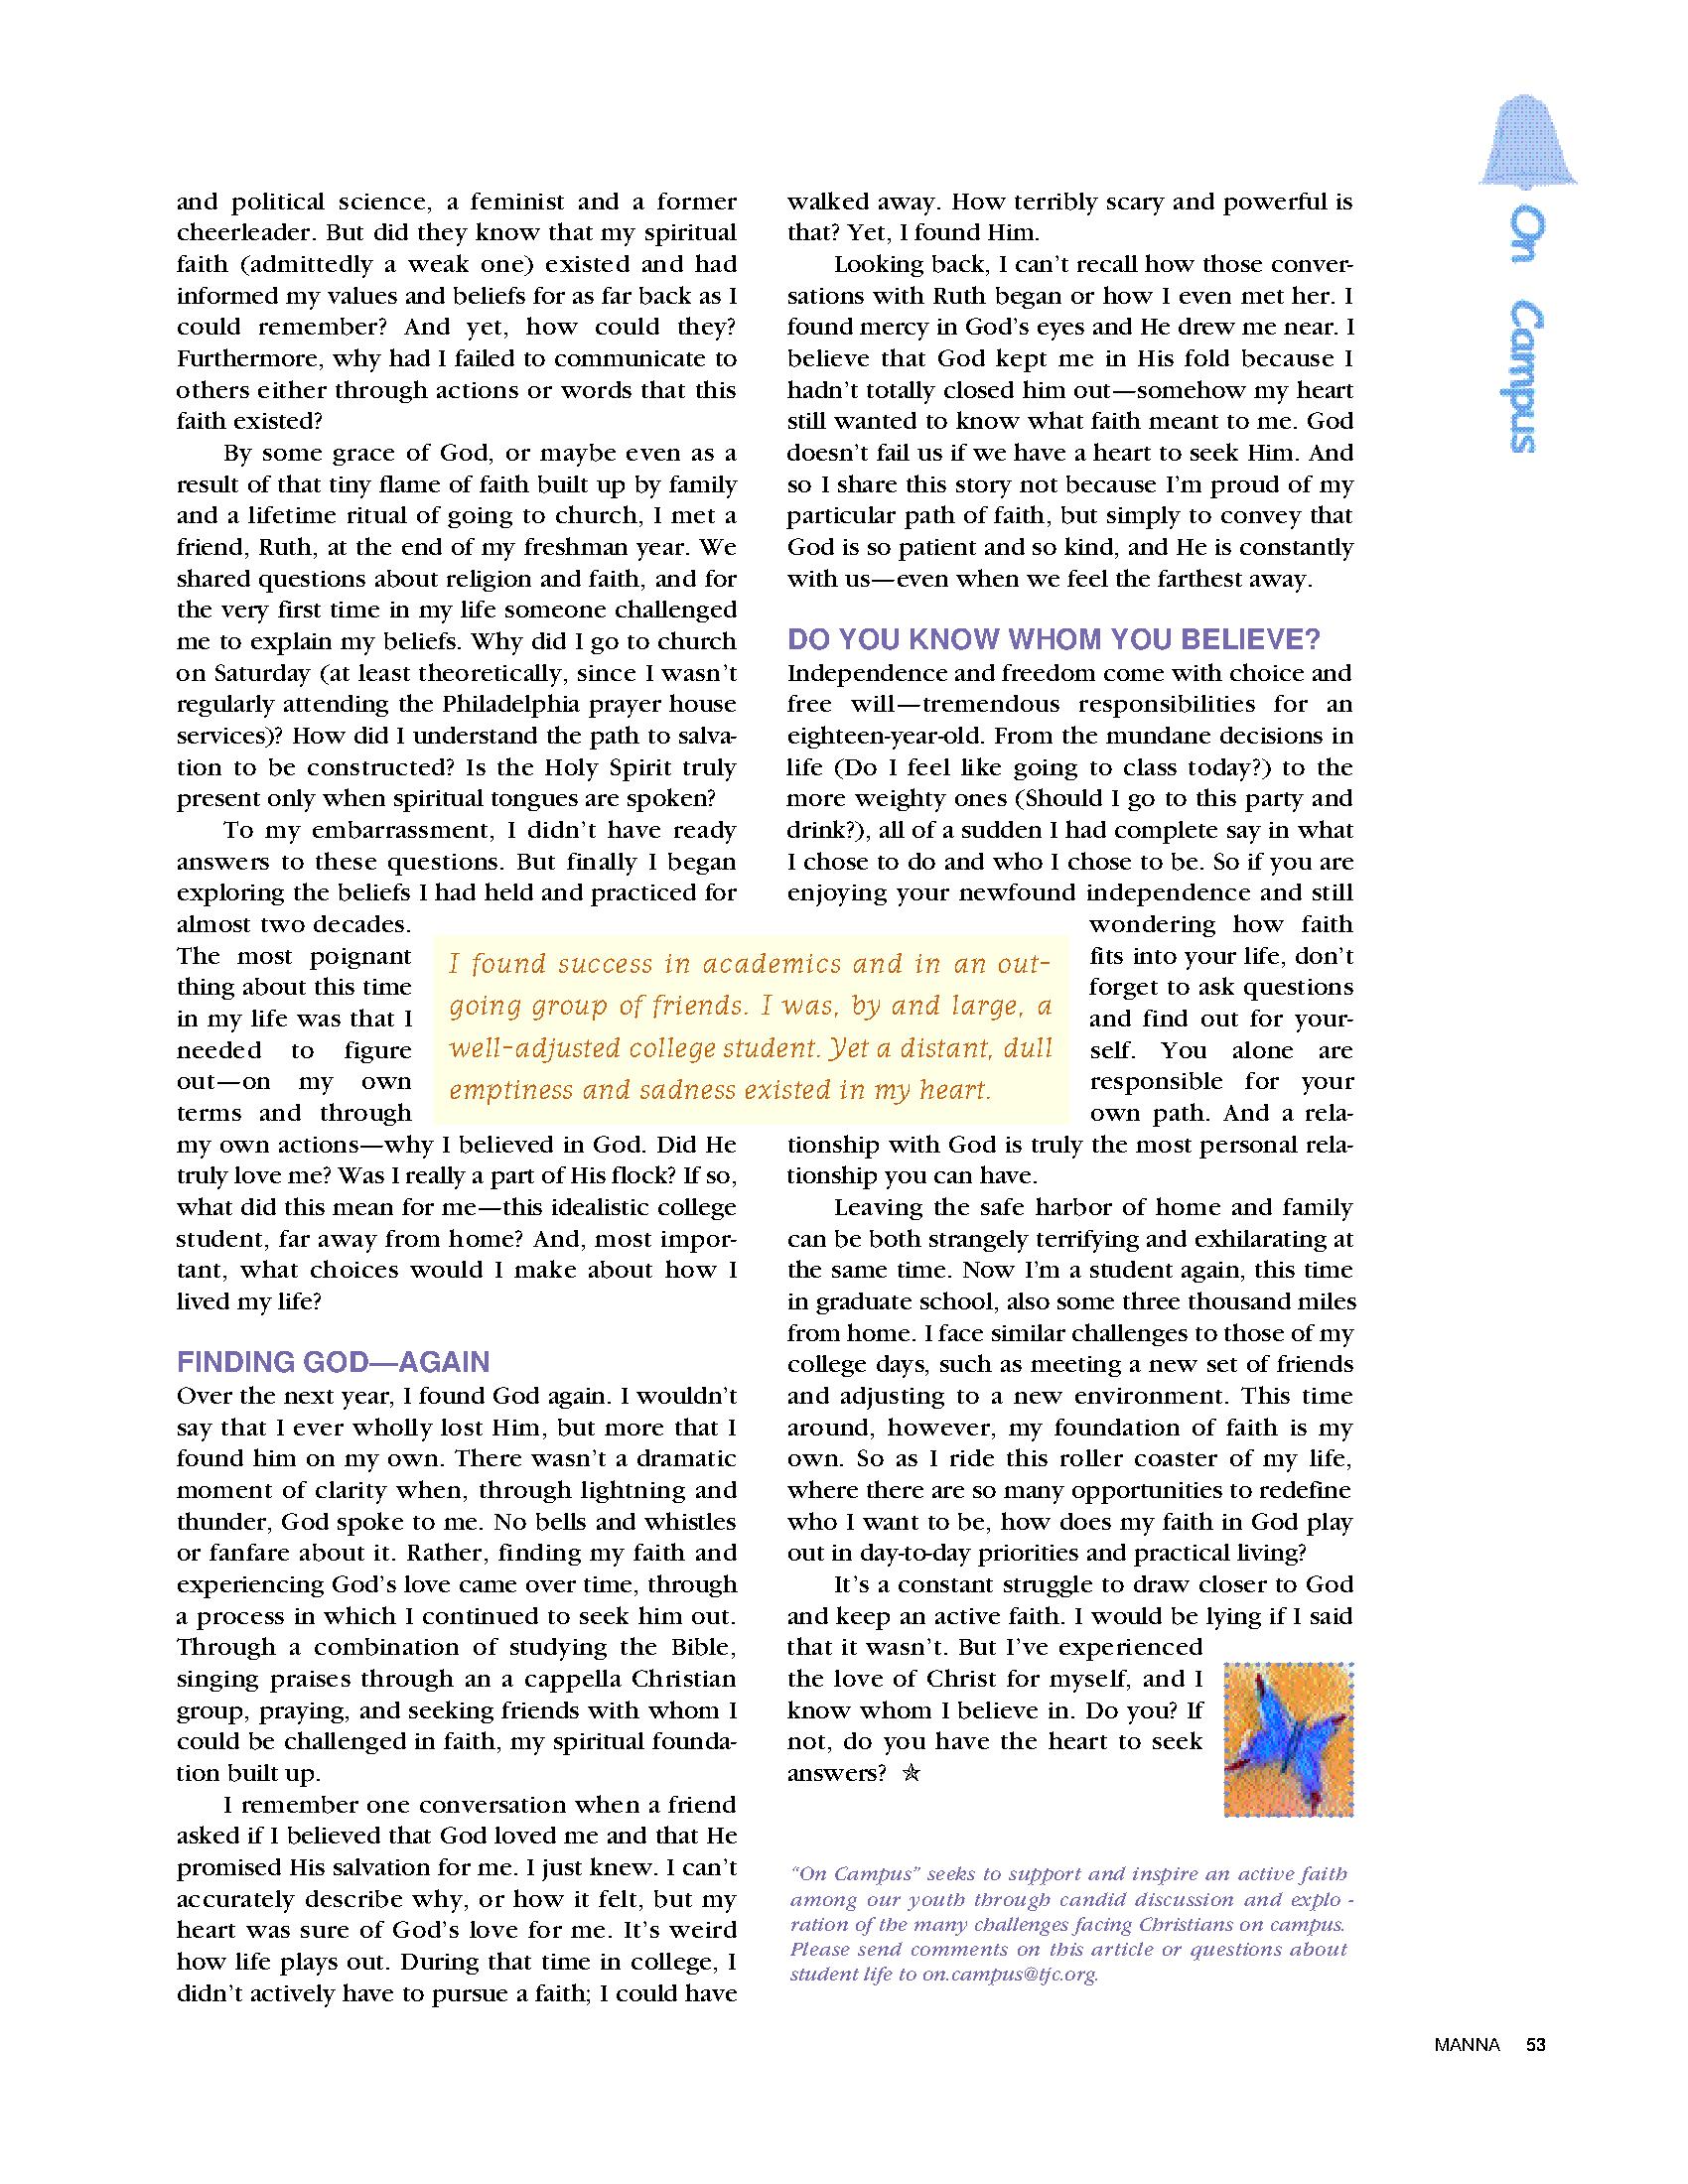 and political science, a feminist and a former
cheerleader. But did they know that my spiritual
faith (admittedly a weak one) existed and had
informed my values and beliefs for as far back as I
could remember? And yet, how could they?
Furthermore, why had I failed to communicate to
others either through actions or words that this
faith existed?
By some grace of God, or maybe even as a
result of that tiny flame of faith built up by family
and a lifetime ritual of going to church, I met a
friend, Ruth, at the end of my freshman year. We
shared questions about religion and faith, and for
the very first time in my life someone challenged
me to explain my beliefs. Why did I go to church
on Saturday (at least theoretically, since I wasn't
regularly attending the Philadelphia prayer house
services)? How did I understand the path to salva-
tion to be constructed? Is the Holy Spirit truly
present only when spiritual tongues are spoken?
To my embarrassment, I didn't have ready
answers to these questions. But finally I began
exploring the beliefs I had held and practiced for
almost two decades.
The most poignant
thing about this time
in my life was that I
needed to figure
out—on my own
terms and through
my own actions—why I believed in God. Did He
truly love me? Was I really a part of His flock? If so,
what did this mean for me—this idealistic college
student, far away from home? And, most impor-
tant, what choices would I make about how I
lived my life?
FINDING GOD—AGAIN
Over the next year, I found God again. I wouldn't
say that I ever wholly lost Him, but more that I
found him on my own. There wasn't a dramatic
moment of clarity when, through lightning and
thunder, God spoke to me. No bells and whistles
or fanfare about it. Rather, finding my faith and
experiencing God's love came over time, through
a process in which I continued to seek him out.
Through a combination of studying the Bible,
singing praises through an a cappella Christian
group, praying, and seeking friends with whom I
could be challenged in faith, my spiritual founda-
tion built up.
I remember one conversation when a friend
asked if I believed that God loved me and that He
promised His salvation for me. I just knew. I can't
accurately describe why, or how it felt, but my
heart was sure of God's love for me. It's weird
how life plays out. During that time in college, I
didn't actively have to pursue a faith; I could have
I found success in academics and in an out-
going group of friends. I was, by and large, a
well-adjusted college student. Yet a distant, dull
emptiness and sadness existed in my heart.
walked away. How terribly scary and powerful is
that? Yet, I found Him.
Looking back, I can't recall how those conver-
sations with Ruth began or how I even met her. I
found mercy in God's eyes and He drew me near. I
believe that God kept me in His fold because I
hadn't totally closed him out—somehow my heart
still wanted to know what faith meant to me. God
doesn't fail us if we have a heart to seek Him. And
so I share this story not because I'm proud of my
particular path of faith, but simply to convey that
God is so patient and so kind, and He is constantly
with us—even when we feel the farthest away.
DO YOU KNOW WHOM YOU BELIEVE?
Independence and freedom come with choice and
free will—tremendous responsibilities for an
eighteen-year-old. From the mundane decisions in
life (Do I feel like going to class today?) to the
more weighty ones (Should I go to this party and
drink?), all of a sudden I had complete say in what
I chose to do and who I chose to be. So if you are
enjoying your newfound independence and still
wondering how faith
fits into your life, don't
forget to ask questions
and find out for your-
self. You alone are
responsible for your
own path. And a rela-
tionship with God is truly the most personal rela-
tionship you can have.
Leaving the safe harbor of home and family
can be both strangely terrifying and exhilarating at
the same time. Now I'm a student again, this time
in graduate school, also some three thousand miles
from home. I face similar challenges to those of my
college days, such as meeting a new set of friends
and adjusting to a new environment. This time
around, however, my foundation of faith is my
own. So as I ride this roller coaster of my life,
where there are so many opportunities to redefine
who I want to be, how does my faith in God play
out in day-to-day priorities and practical living?
It's a constant struggle to draw closer to God
and keep an active faith. I would be lying if I said
that it wasn't. But I've experienced
the love of Christ for myself, and I
know whom I believe in. Do you? If
not, do you have the heart to seek
answers? ✯
"On Campus" seeks to support and inspire an active faith
among our youth through candid discussion and explo -
ration of the many challenges facing Christians on campus.
Please send comments on this article or questions about
student life to on.campus@tjc.org.
On Campus
MANNA 53